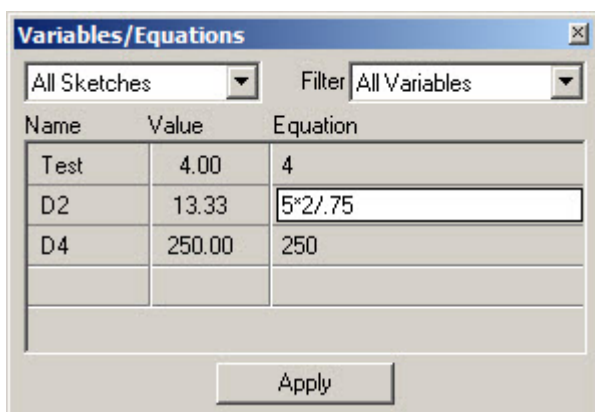 Variables/Equations
All Sketches Filter All Variables
Name Value Equation
Test 4.00 4
D2 13.33 5*2/.75
D4 250.00 250
Apply